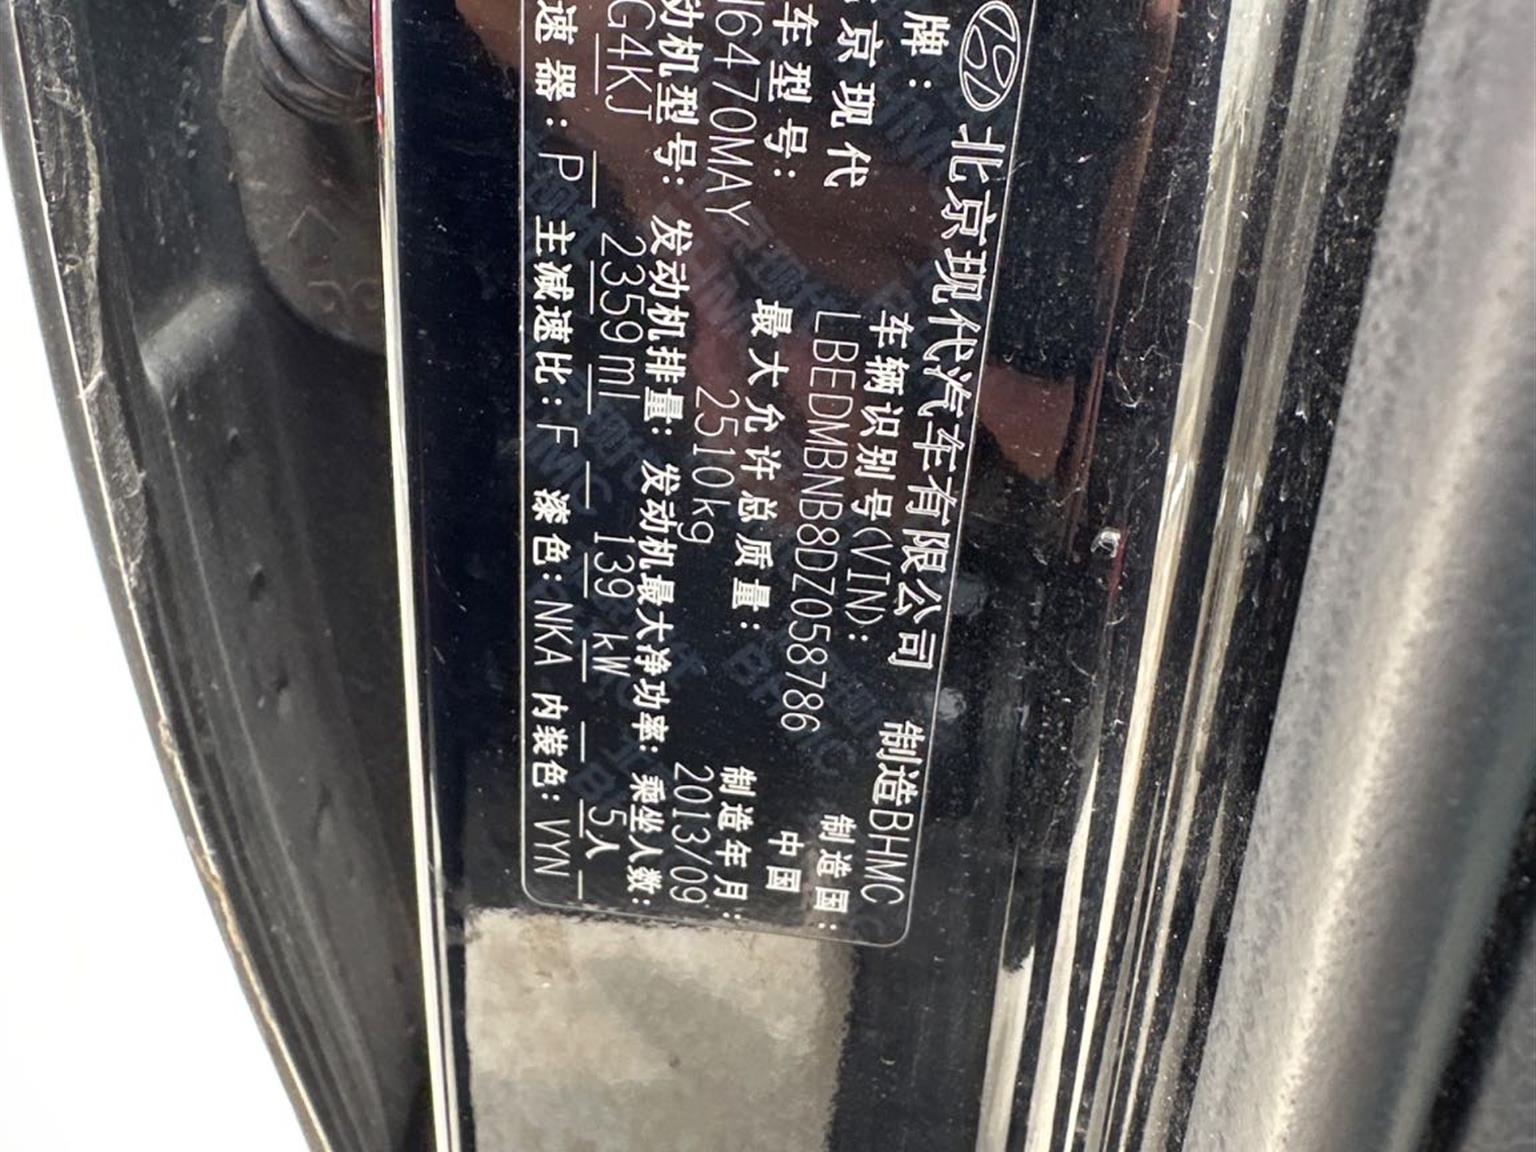 北京现代汽车有限公司 制造BHMC
牌: 车辆识别号(VIN): 制造国:
京现代 LBEDMBNB8DZ058786 中国
车型号: 最大允许总质量: 制造年月:
6470MAY 2510kg 2013/09
动机型号: 发动机排量: 发动机最大净功率: 乘坐人数:
G4KJ 2359ml 139 kW 5人
速器: P 主减速比: F 漆色: NKA 内装色: VYN